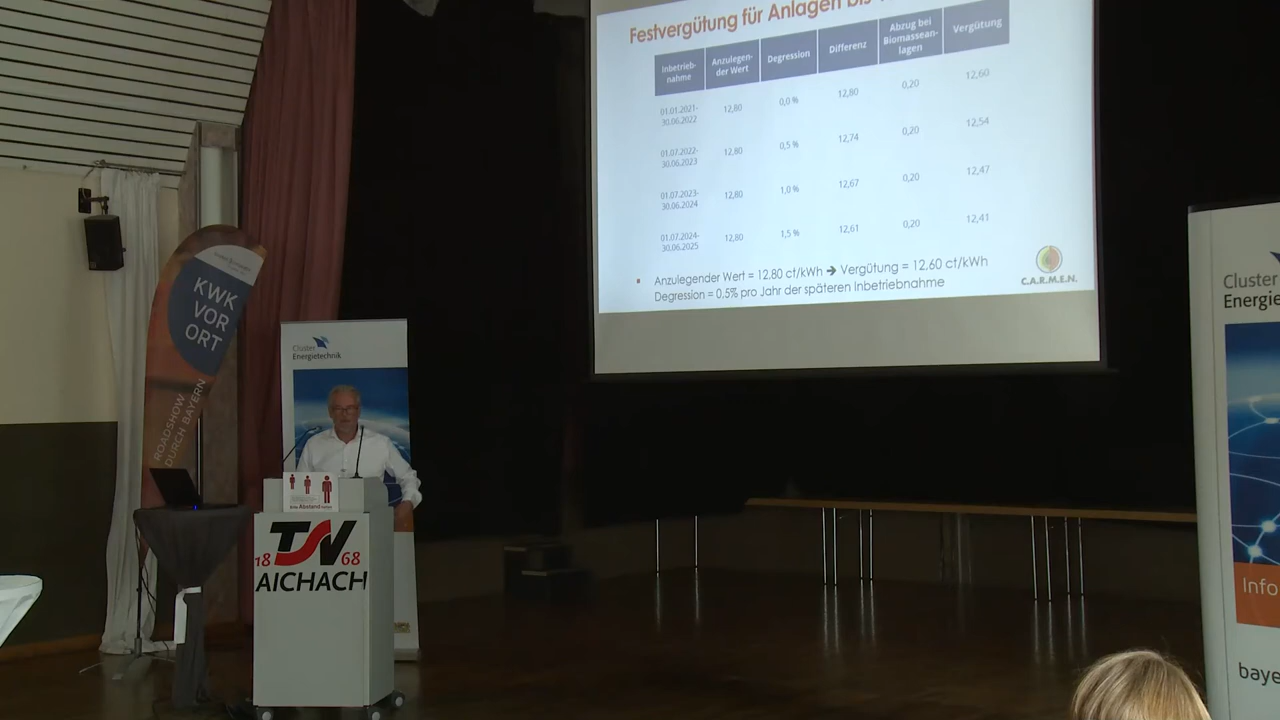 Festvergütung für Anlagen bis
Inbetrieb-
nahme
Anzulegen-
der Wert
Degression
Differenz
Abzug bei
Biomassean-
lagen
Vergütung
01.01.2021-
30.06.2022
12,80
0,0 %
12,80
0,20
12,60
01.07.2022-
30.06.2023
12,80
0,5 %
12,74
0,20
12,54
01.07.2023-
30.06.2024
12,80
1,0 %
12,67
0,20
12,47
01.07.2024-
30.06.2025
12,80
1,5 %
12,61
0,20
12,41
Anzulegender Wert = 12,80 ct/kWh ➔ Vergütung = 12,60 ct/kWh
Degression = 0,5% pro Jahr der späteren Inbetriebnahme
C.A.R.M.E.N.
KWK
VOR
ORT
ROADSHOW
DURCH BAYERN
Cluster
Energietechnik
Abstand
TSV
18 68
AICHACH
Cluster
Energie
Info
baye